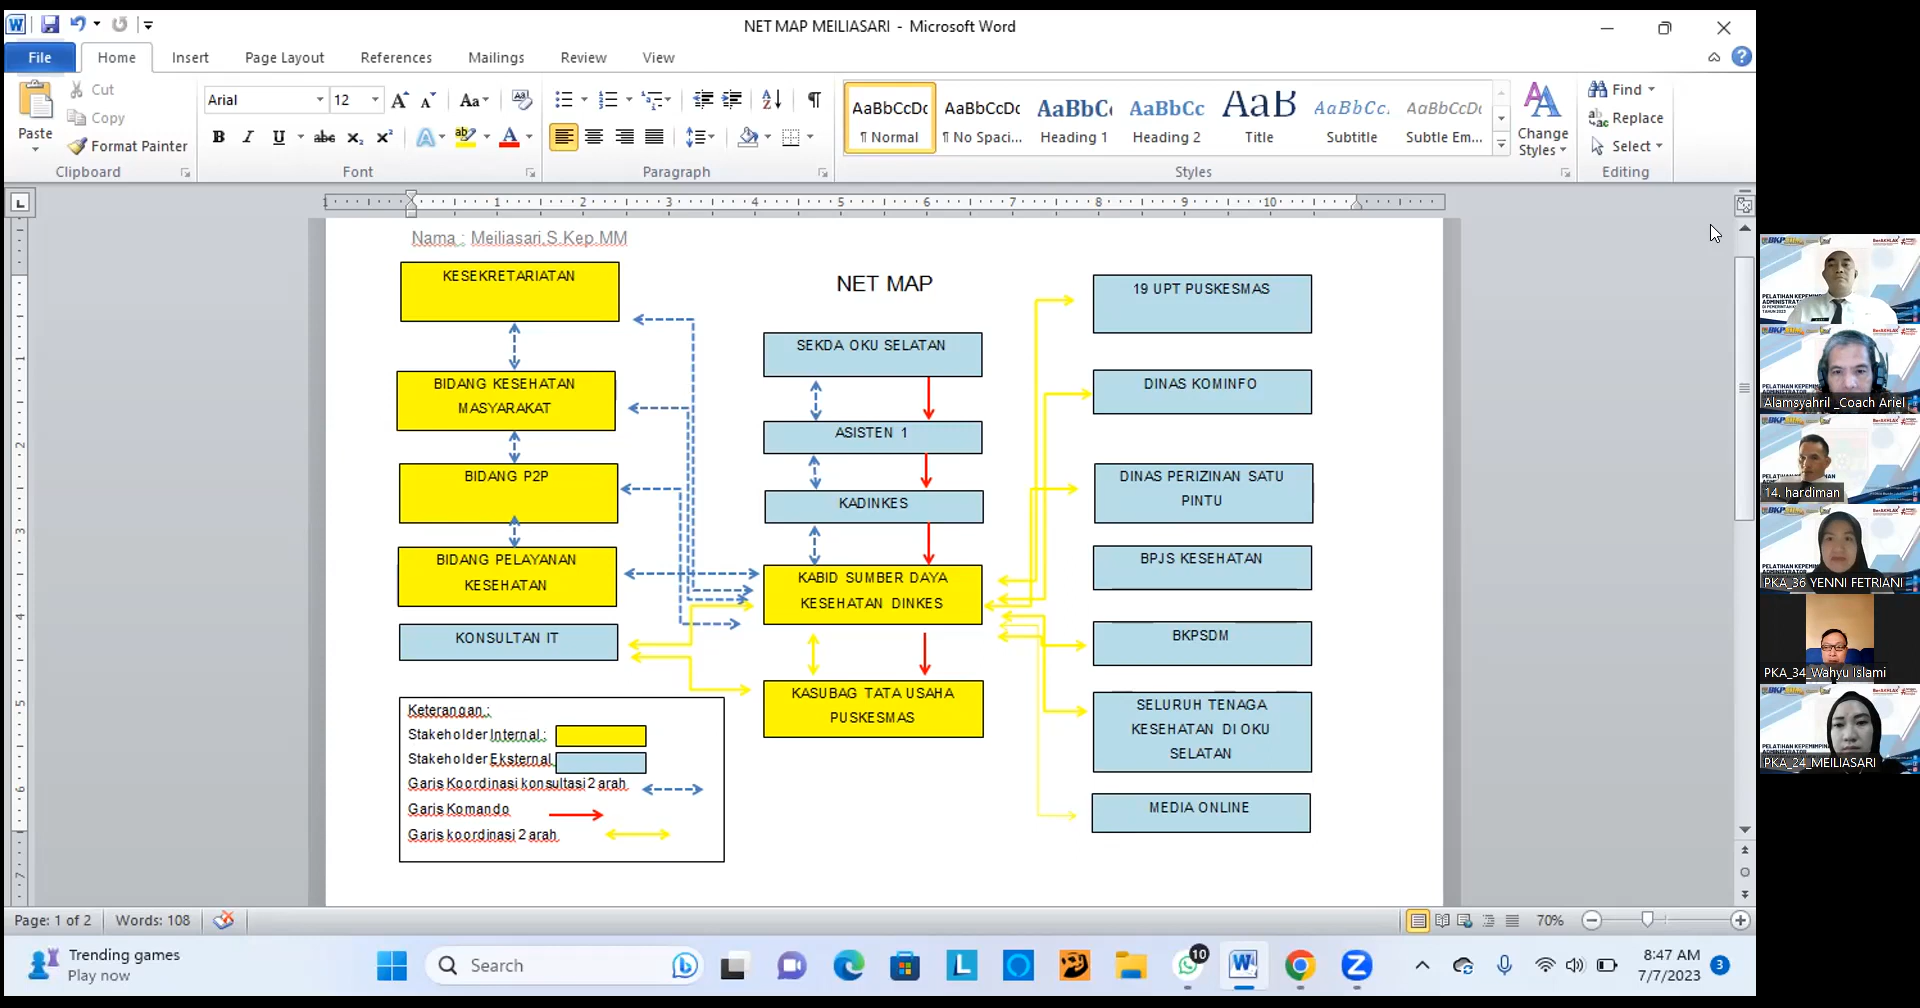 NET MAP MEILIASARI - Microsoft Word
File
Home
Insert
Page Layout
References
Mailings
Review
View
Paste
Cut
Copy
Format Painter
Clipboard
Arial
12
Font
Paragraph
AaBbCcDc
¶ Normal
AaBbCcDc
¶ No Spaci...
AaBbC
Heading 1
AaBbCc
Heading 2
AaB
Title
AaBbCc.
Subtitle
AaBbCcDc
Subtle Em...
Styles
Change
Styles
Find
Replace
Select
Editing
Nama : Meiliasari,S.Kep.MM
NET MAP
KESEKRETARIATAN
BIDANG KESEHATAN
MASYARAKAT
BIDANG P2P
BIDANG PELAYANAN
KESEHATAN
KONSULTAN IT
SEKDA OKU SELATAN
ASISTEN 1
KADINKES
KABID SUMBER DAYA
KESEHATAN DINKES
KASUBAG TATA USAHA
PUSKESMAS
19 UPT PUSKESMAS
DINAS KOMINFO
DINAS PERIZINAN SATU
PINTU
BPJS KESEHATAN
BKPSDM
SELURUH TENAGA
KESEHATAN DI OKU
SELATAN
MEDIA ONLINE
Keterangan :
Stakeholder Internal :
Stakeholder Eksternal
Garis Koordinasi konsultasi 2 arah
Garis Komando
Garis koordinasi 2 arah
Alamsyahril _Coach Ariel
14. hardiman
PKA_36 YENNI FETRIANI
PKA_34_Wahyu Islami
PKA_24_MEILIASARI
Page: 1 of 2
Words: 108
70%
Trending games
Play now
Search
10
8:47 AM
7/7/2023
3